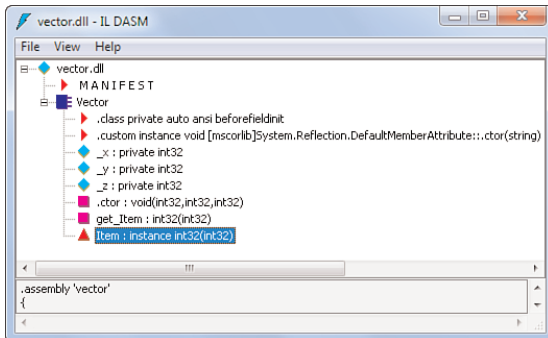 vector.dll - IL DASM
File View Help
vector.dll
MANIFEST
Vector
.class private auto ansi beforefieldinit
.custom instance void [mscorlib]System.Reflection.DefaultMemberAttribute::.ctor(string)
_x : private int32
_y : private int32
_z : private int32
.ctor : void(int32,int32,int32)
get_Item : int32(int32)
Item : instance int32(int32)
.assembly 'vector'
{